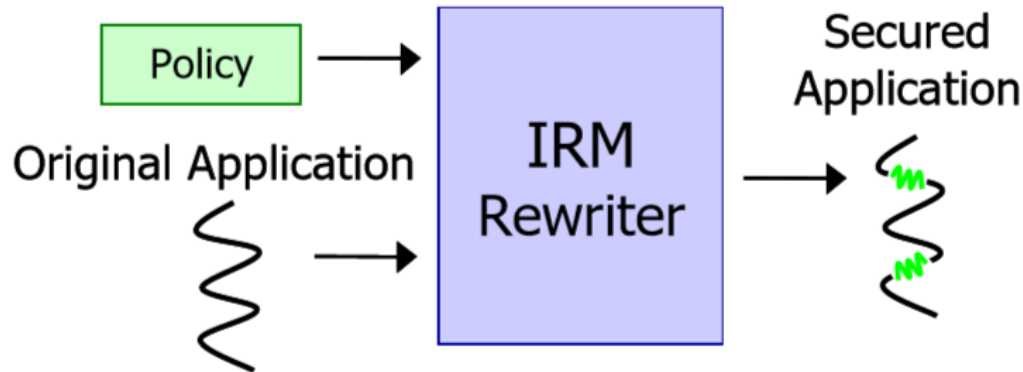 Policy
Original Application
IRM
Rewriter
Secured
Application